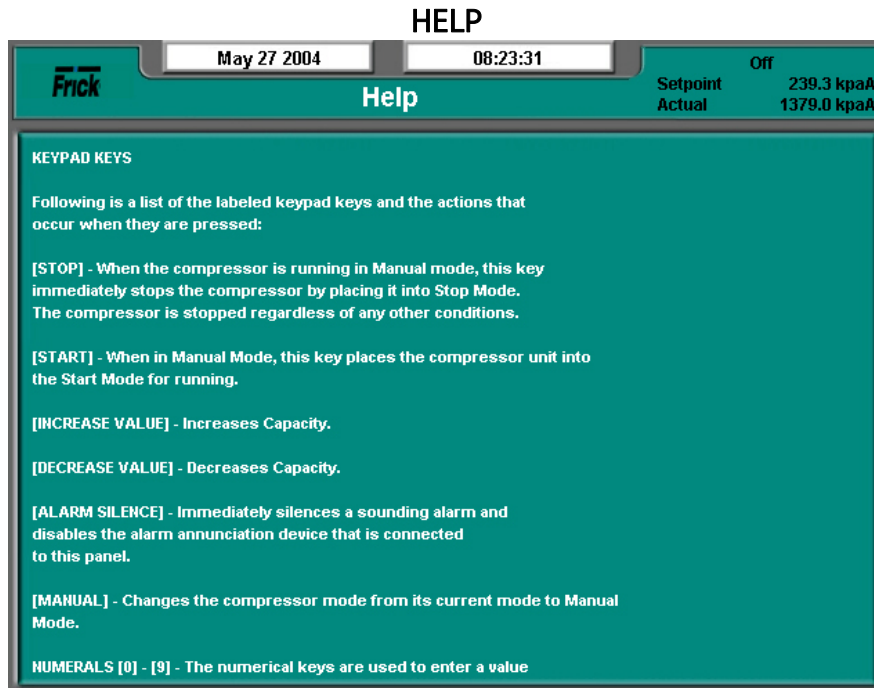 HELP
May 27 2004
08:23:31
Off
Frick
Help
Setpoint 239.3 kpaA
Actual 1379.0 kpaA
KEYPAD KEYS
Following is a list of the labeled keypad keys and the actions that
occur when they are pressed:
[STOP] - When the compressor is running in Manual mode, this key
immediately stops the compressor by placing it into Stop Mode.
The compressor is stopped regardless of any other conditions.
[START] - When in Manual Mode, this key places the compressor unit into
the Start Mode for running.
[INCREASE VALUE] - Increases Capacity.
[DECREASE VALUE] - Decreases Capacity.
[ALARM SILENCE] - Immediately silences a sounding alarm and
disables the alarm annunciation device that is connected
to this panel.
[MANUAL] - Changes the compressor mode from its current mode to Manual
Mode.
NUMERALS [0] - [9] - The numerical keys are used to enter a value